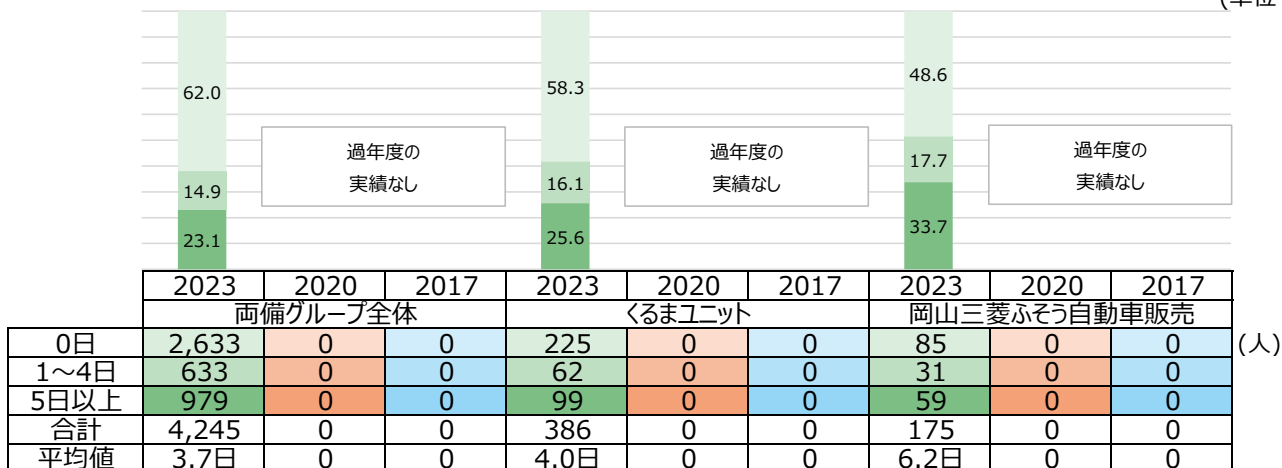 (単位
62.0
58.3
48.6
過年度の
実績なし
過年度の
実績なし
過年度の
実績なし
14.9
16.1
17.7
23.1
25.6
33.7
2023 2020 2017 2023 2020 2017 2023 2020 2017
両備グループ全体 くるまユニット 岡山三菱ふそう自動車販売
0日 2,633 0 0 225 0 0 85 0 0 (人)
1～4日 633 0 0 62 0 0 31 0 0
5日以上 979 0 0 99 0 0 59 0 0
合計 4,245 0 0 386 0 0 175 0 0
平均値 3.7日 0 0 4.0日 0 0 6.2日 0 0